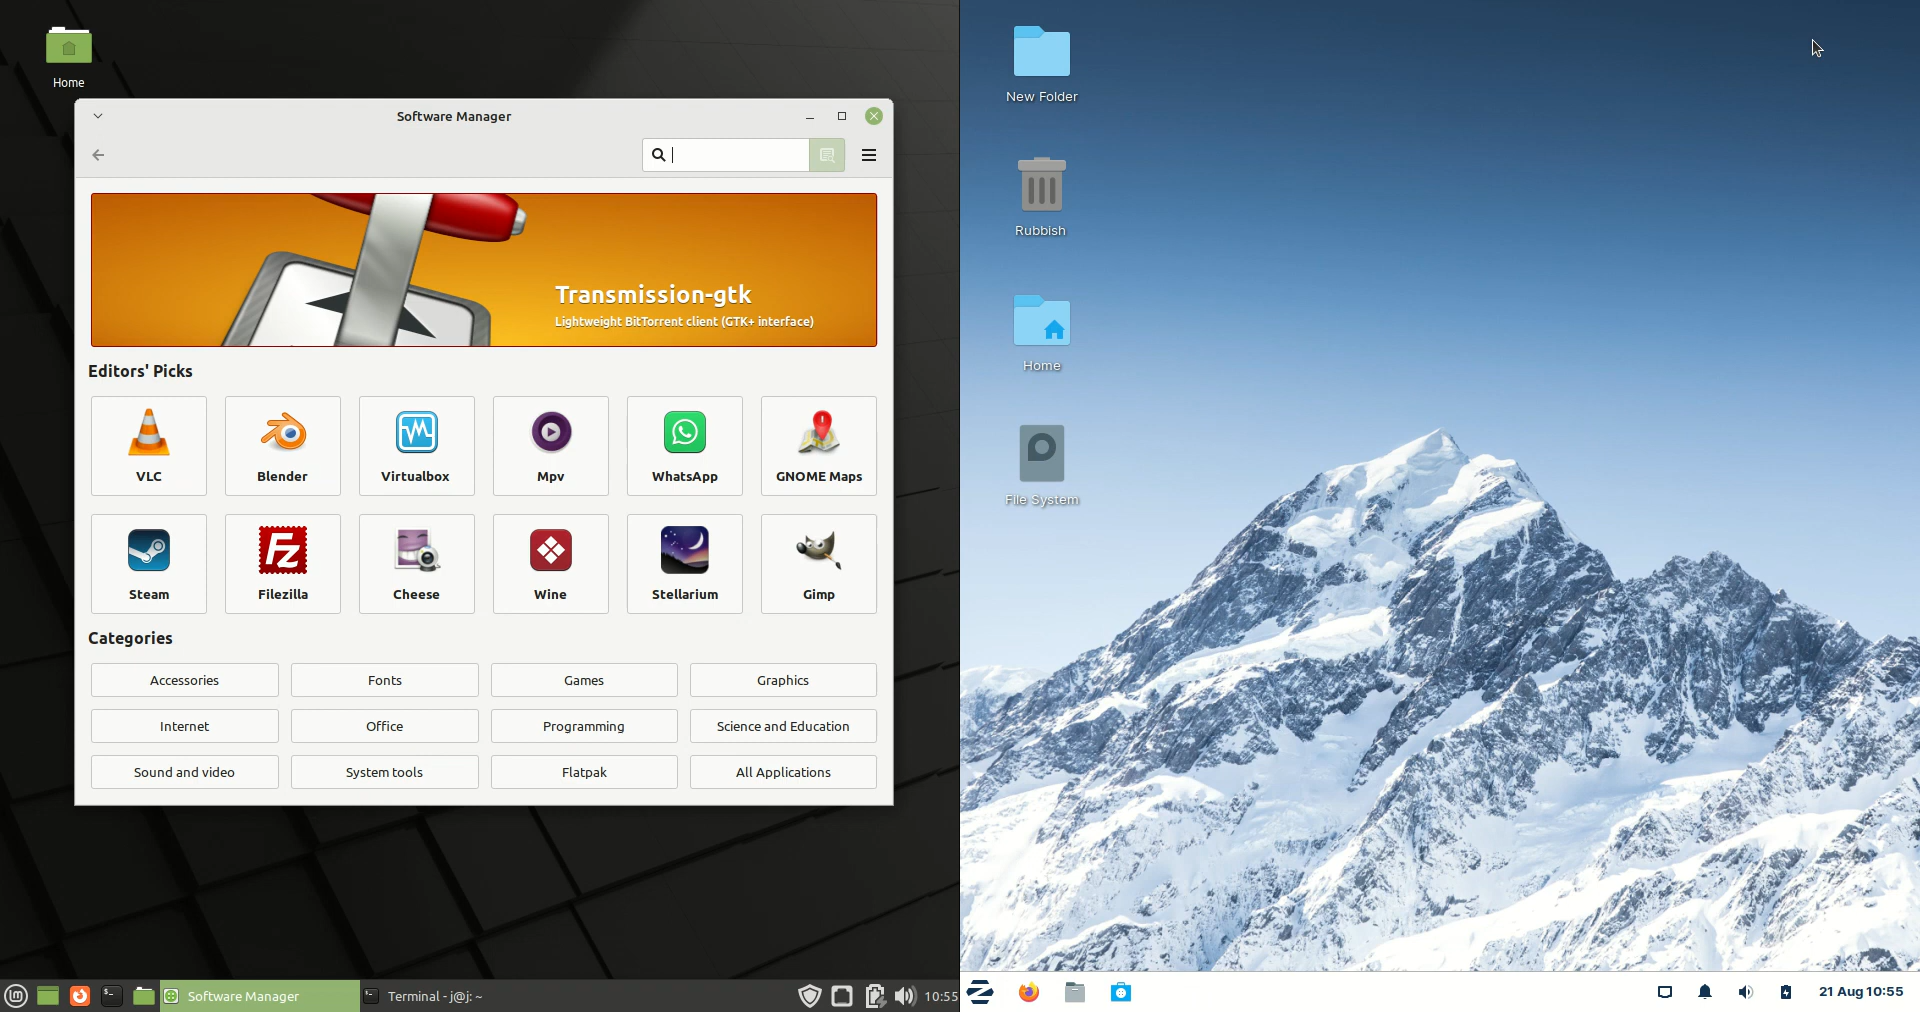 Home
Software Manager
Transmission-gtk
Lightweight BitTorrent client (GTK+ interface)
Editors' Picks
VLC
Blender
Virtualbox
Mpv
WhatsApp
GNOME Maps
Steam
Filezilla
Cheese
Wine
Stellarium
Gimp
Categories
Accessories
Fonts
Games
Graphics
Internet
Office
Programming
Science and Education
Sound and video
System tools
Flatpak
All Applications
Software Manager
Terminal - j@j: ~
10:55
New Folder
Rubbish
Home
File System
21 Aug 10:55